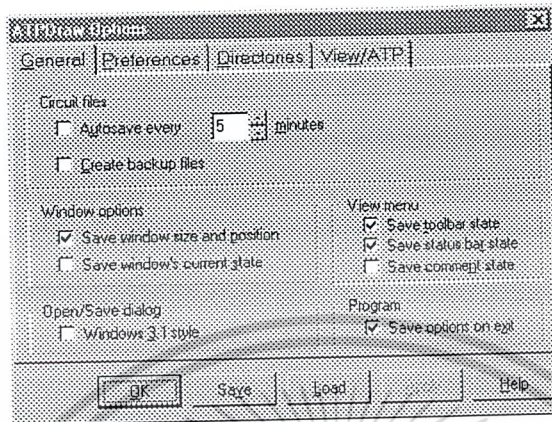 ATPDraw Options
General Preferences Directories View/ATP
Circuit files
Autosave every 5 minutes
Create backup files
Window options
Save window size and position
Save window's current state
View menu
Save toolbar state
Save status bar state
Save comment state
Open/Save dialog
Windows 3.1 style
Program
Save options on exit
OK Save Load Help